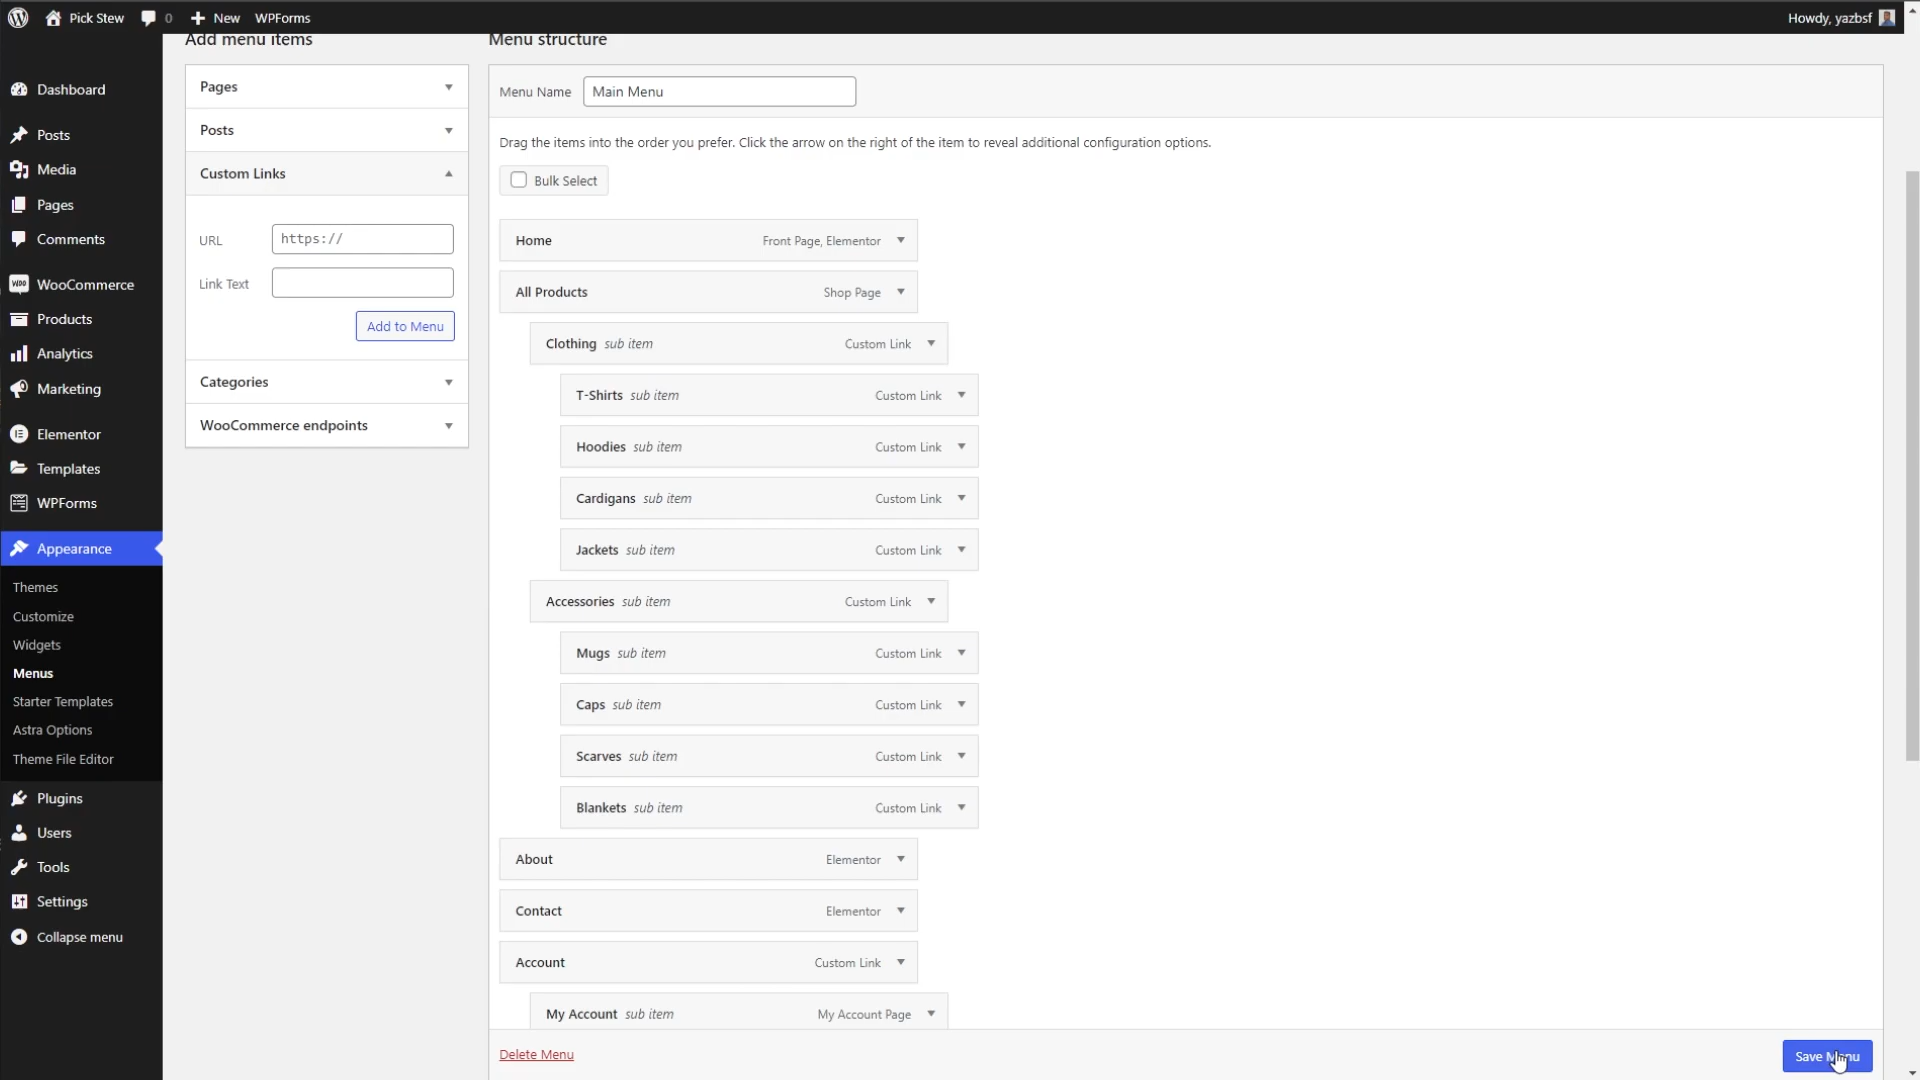 Pick Stew 0 New WPForms Howdy, yazbsf
Dashboard
Posts
Media
Pages
Comments
WooCommerce
Products
Analytics
Marketing
Elementor
Templates
WPForms
Appearance
Themes
Customize
Widgets
Menus
Starter Templates
Astra Options
Theme File Editor
Plugins
Users
Tools
Settings
Collapse menu
Add menu items
Pages
Posts
Custom Links
URL https://
Link Text
Add to Menu
Categories
WooCommerce endpoints
Menu structure
Menu Name Main Menu
Drag the items into the order you prefer. Click the arrow on the right of the item to reveal additional configuration options.
Bulk Select
Home Front Page, Elementor
All Products Shop Page
Clothing sub item Custom Link
T-Shirts sub item Custom Link
Hoodies sub item Custom Link
Cardigans sub item Custom Link
Jackets sub item Custom Link
Accessories sub item Custom Link
Mugs sub item Custom Link
Caps sub item Custom Link
Scarves sub item Custom Link
Blankets sub item Custom Link
About Elementor
Contact Elementor
Account Custom Link
My Account sub item My Account Page
Delete Menu Save Menu